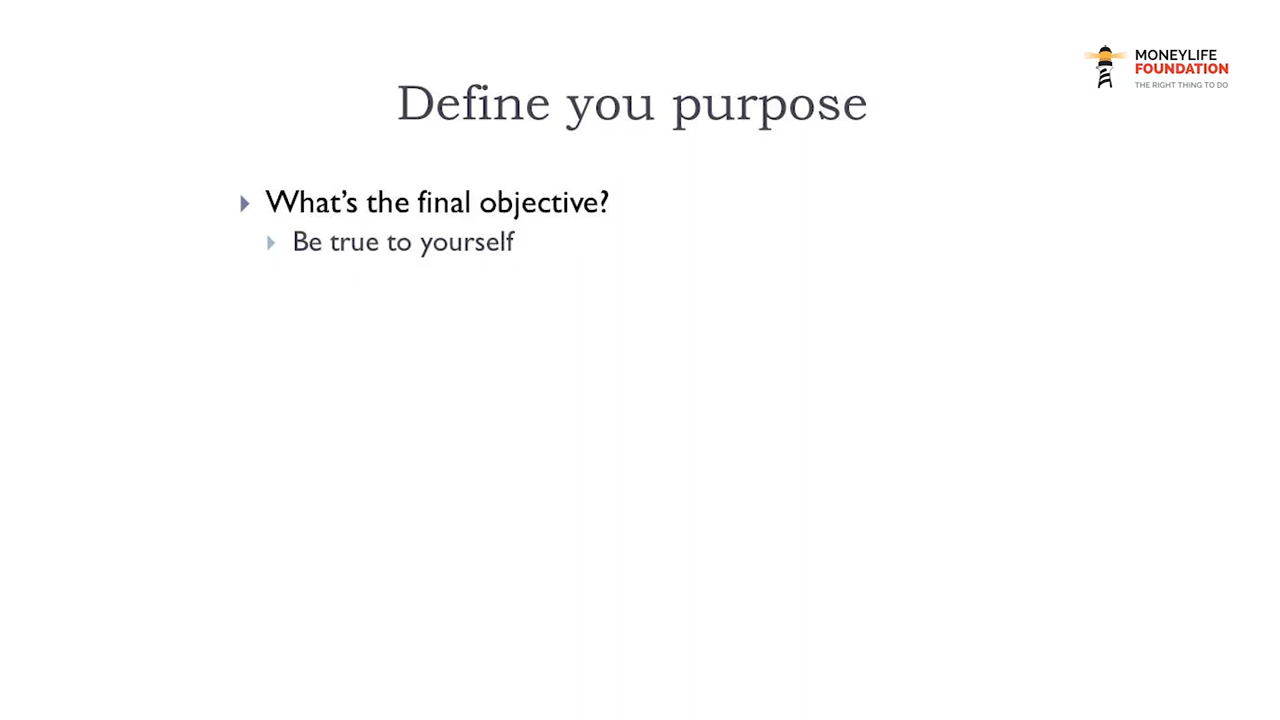 MONEYLIFE
FOUNDATION
THE RIGHT THING TO DO
Define you purpose
What's the final objective?
Be true to yourself